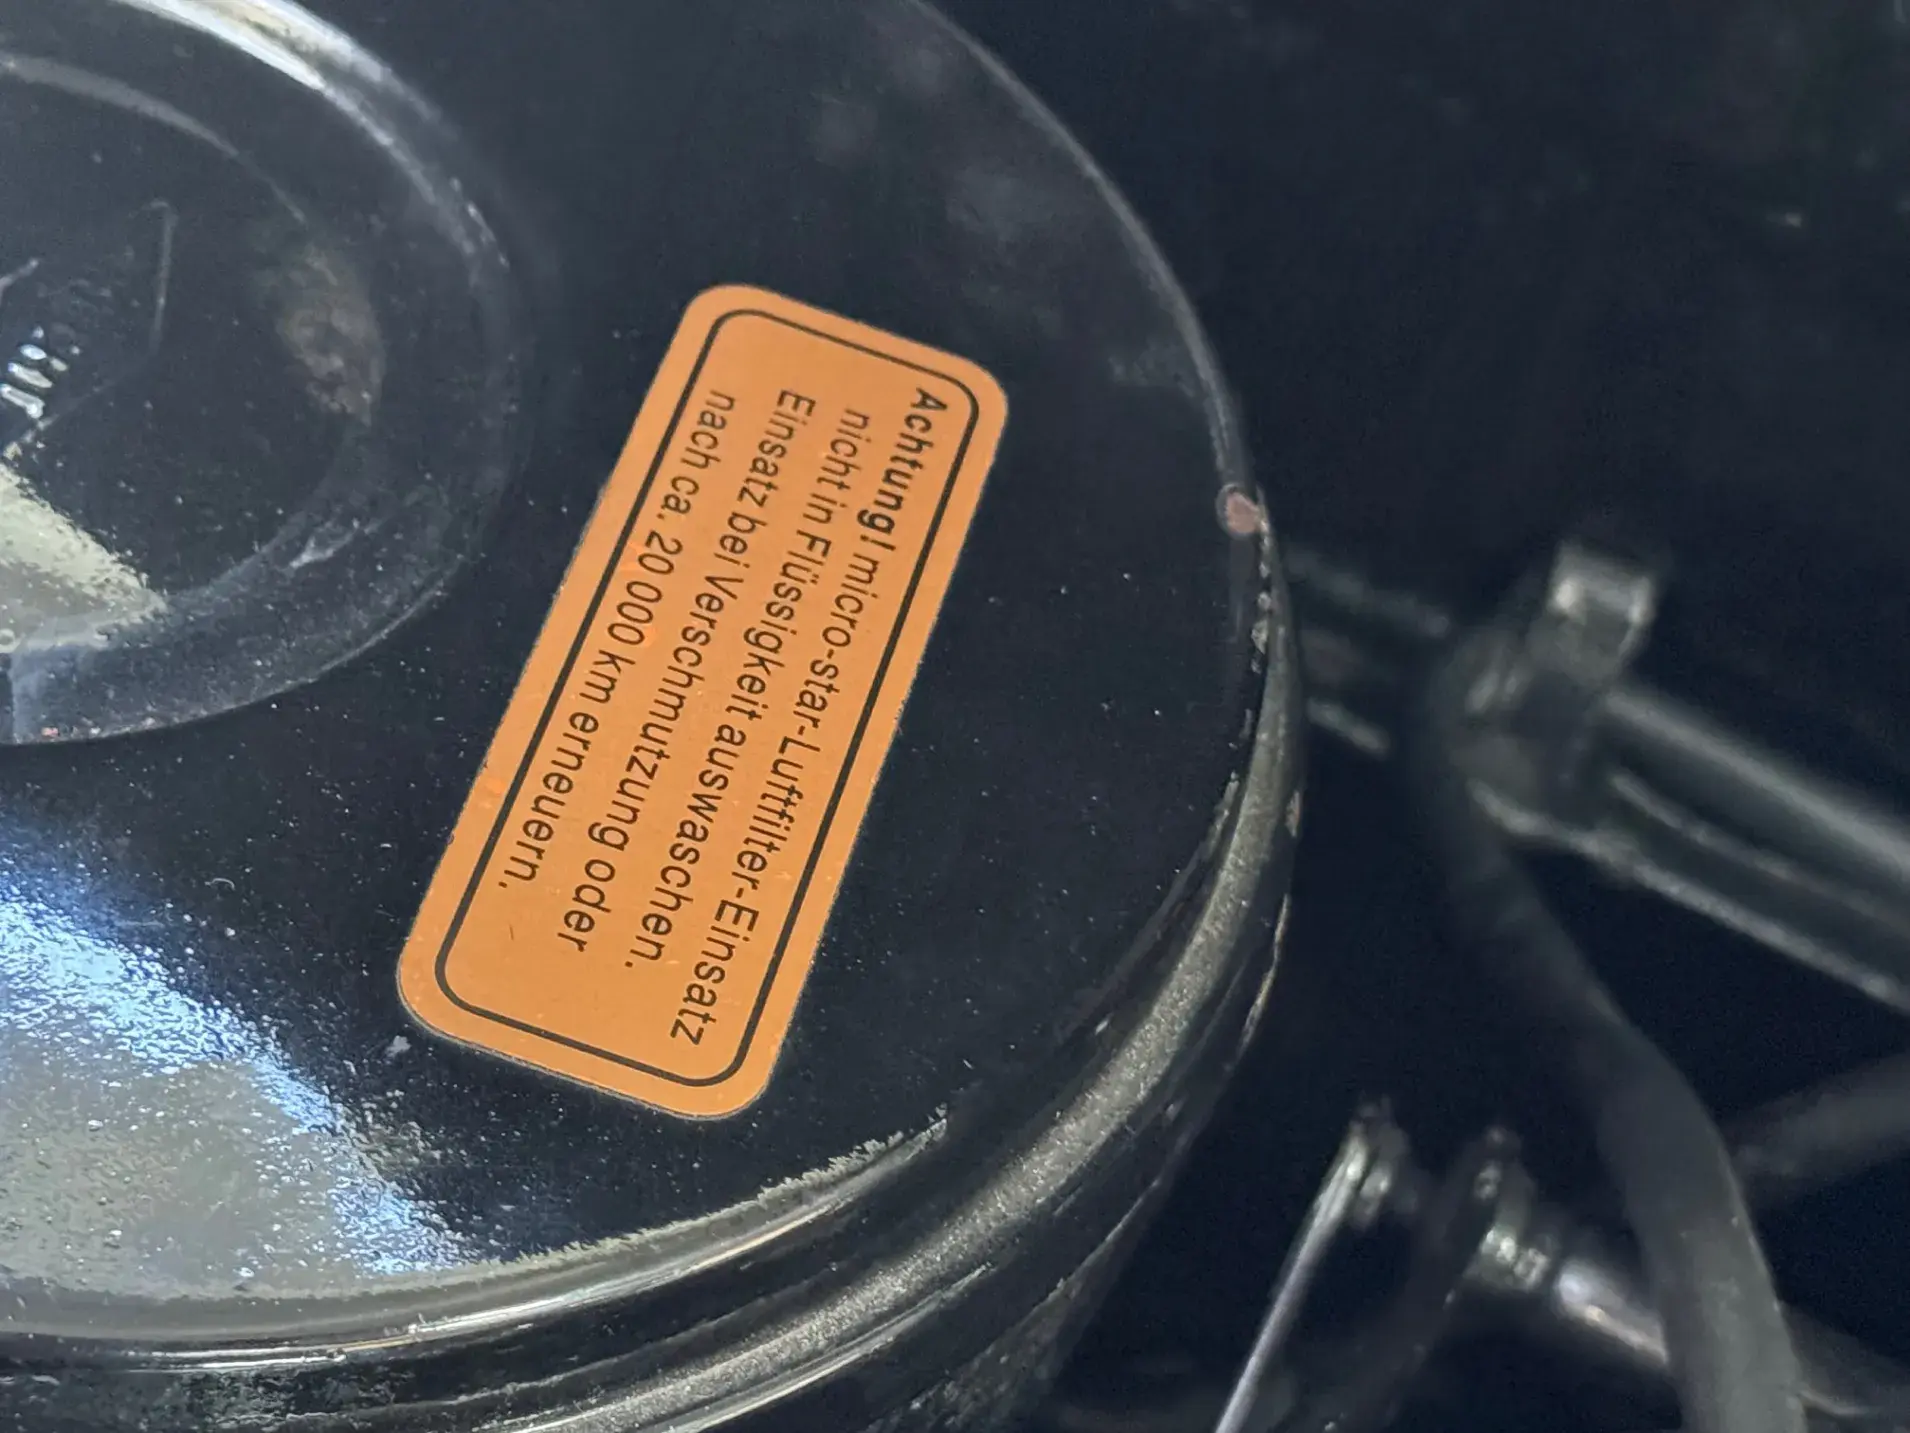 Achtung! micro-star-Luftfilter-Einsatz
nicht in Flüssigkeit auswaschen.
Einsatz bei Verschmutzung oder
nach ca. 20 000 km erneuern.